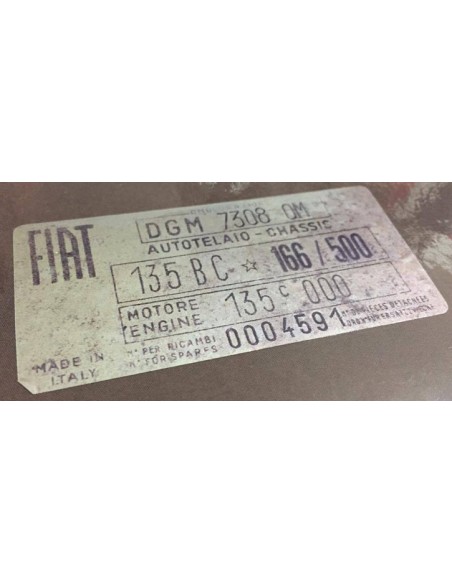 FIAT
DGM 7308 OM
AUTOTELAIO - CHASSIS
135 BC ☆ 166/500
MOTORE
ENGINE
135 C 000
N° PER RICAMBI
N° FOR SPARES
0004591
MADE IN
ITALY